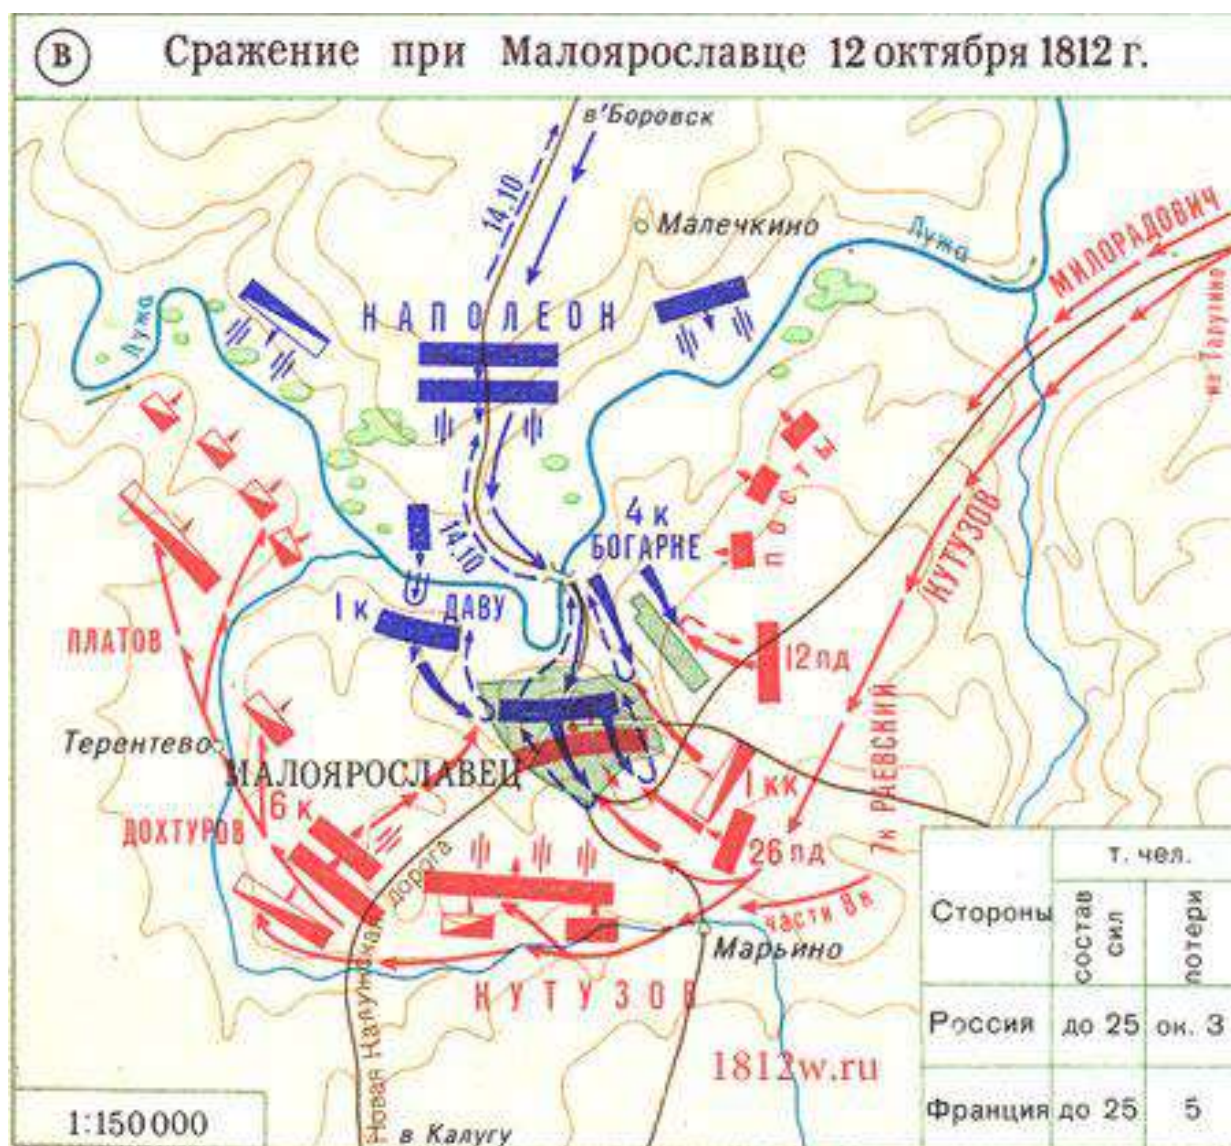 В Сражение при Малоярославце 12 октября 1812 г.
в Боровск
14.10
Малечкино
Лужа
МИЛОРАДОВИЧ
из Тарутино
Лужа
НАПОЛЕОН
ПОСТЫ
КУТУЗОВ
4 к
БОГАРНЕ
14.10
1 к ДАВУ
ПЛАТОВ
12 пд
Терентево
МАЛОЯРОСЛАВЕЦ
7к РАЕВСКИЙ
1 кк
6 к
ДОХТУРОВ
26 пд
части 8к
Новая Калужская дорога
Марьино
КУТУЗОВ
1812w.ru
в Калугу
1:150 000
Стороны т. чел.
состав сил потери
Россия до 25 ок. 3
Франция до 25 5